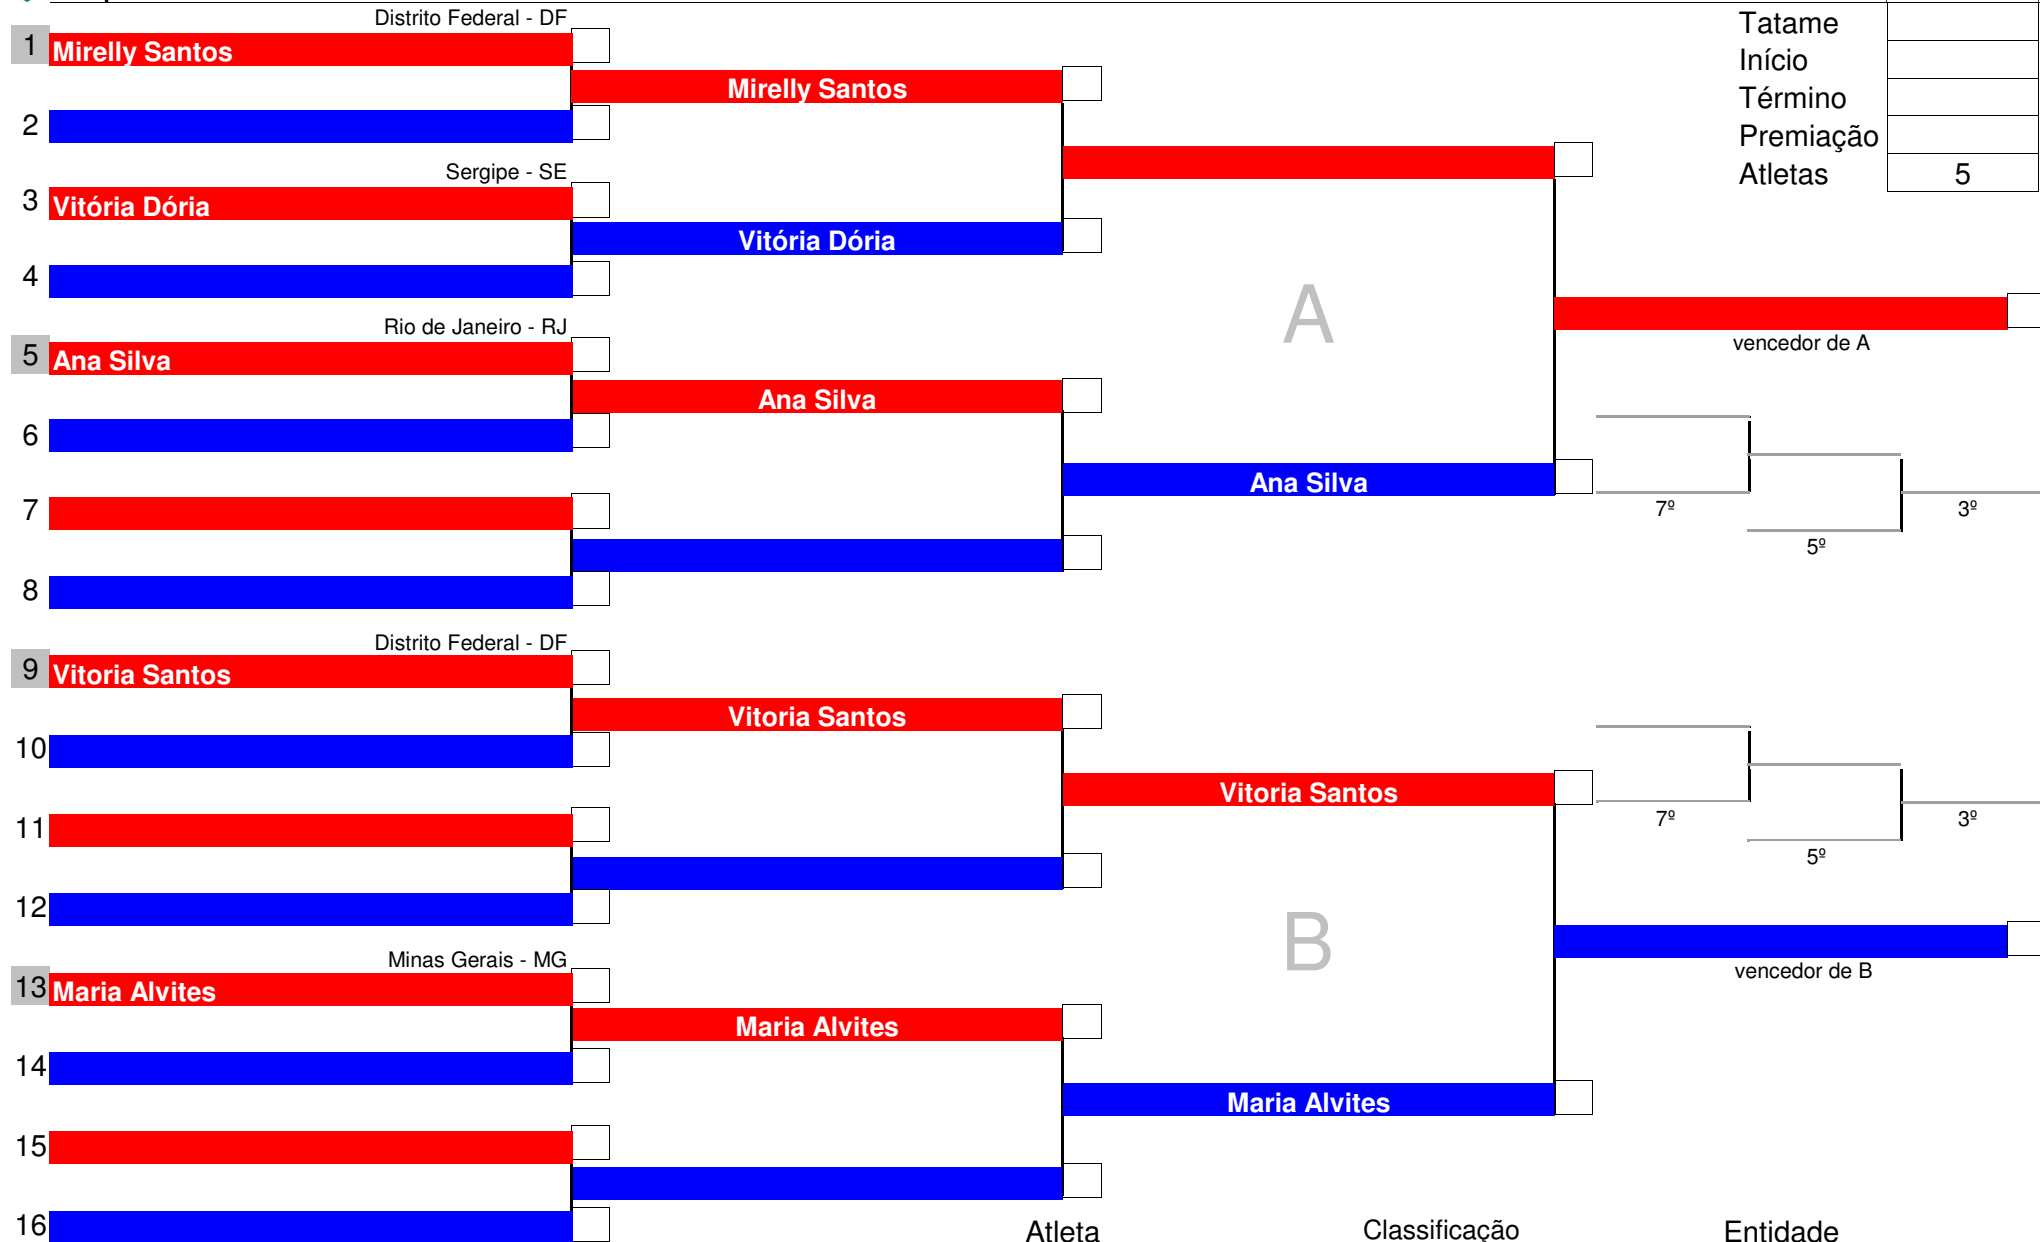 Distrito Federal - DF
1 Mirelly Santos
Mirelly Santos
2
Sergipe - SE
3 Vitória Dória
Vitória Dória
4
Rio de Janeiro - RJ
5 Ana Silva
Ana Silva
6
Ana Silva
7
8
A
Tatame
Início
Término
Premiação
Atletas 5
vencedor de A
7º
5º
3º
Distrito Federal - DF
9 Vitoria Santos
Vitoria Santos
10
Vitoria Santos
11
12
B
Minas Gerais - MG
13 Maria Alvites
Maria Alvites
14
Maria Alvites
15
16
7º
5º
3º
vencedor de B
Atleta Classificação Entidade